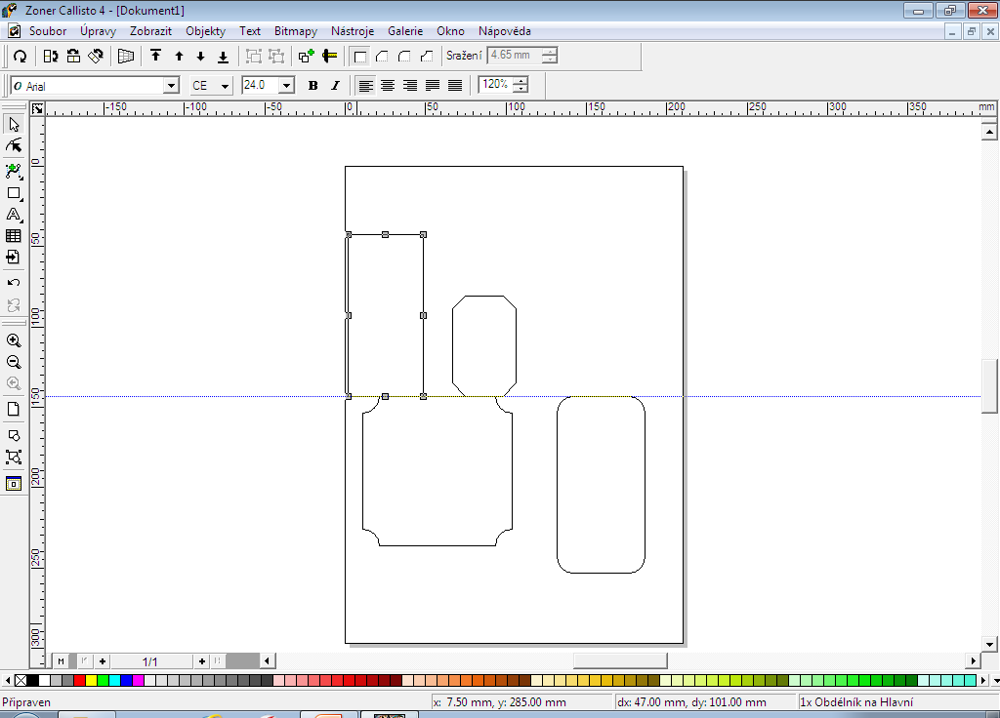 Zoner Callisto 4 - [Dokument1]
Soubor Úpravy Zobrazit Objekty Text Bitmapy Nástroje Galerie Okno Nápověda
Sražení 4.65 mm
O Arial CE 24.0 B I 120%
-150 -100 -50 0 50 100 150 200 250 300 350 mm
0
50
100
150
200
250
300
M 1/1
Připraven x: 7.50 mm, y: 285.00 mm dx: 47.00 mm, dy: 101.00 mm 1x Obdélník na Hlavní